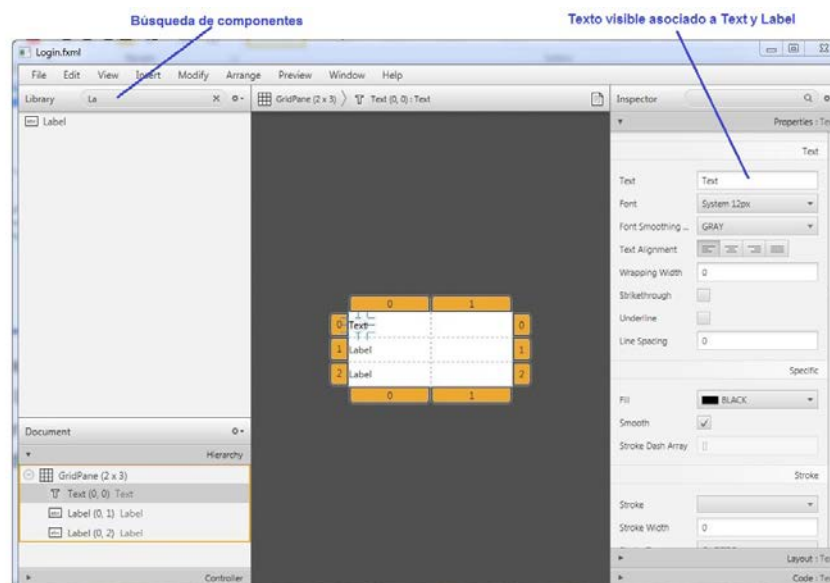 Búsqueda de componentes
Texto visible asociado a Text y Label
Login.fxml
File Edit View Insert Modify Arrange Preview Window Help
Library La
GridPane (2 x 3) Text (0, 0) : Text
Inspector
Label
Properties : Te
Text
Text Text
Font System 12px
Font Smoothing ... GRAY
Text Alignment
Wrapping Width 0
Strikethrough
Underline
Line Spacing 0
Specific
Fill BLACK
Smooth
Stroke Dash Array []
Stroke
Stroke
Stroke Width 0
Layout : Te
Code : Te
0 1
0 Text 0
1 Label 1
2 Label 2
0 1
Document
Hierarchy
GridPane (2 x 3)
Text (0, 0) Text
Label (0, 1) Label
Label (0, 2) Label
Controller